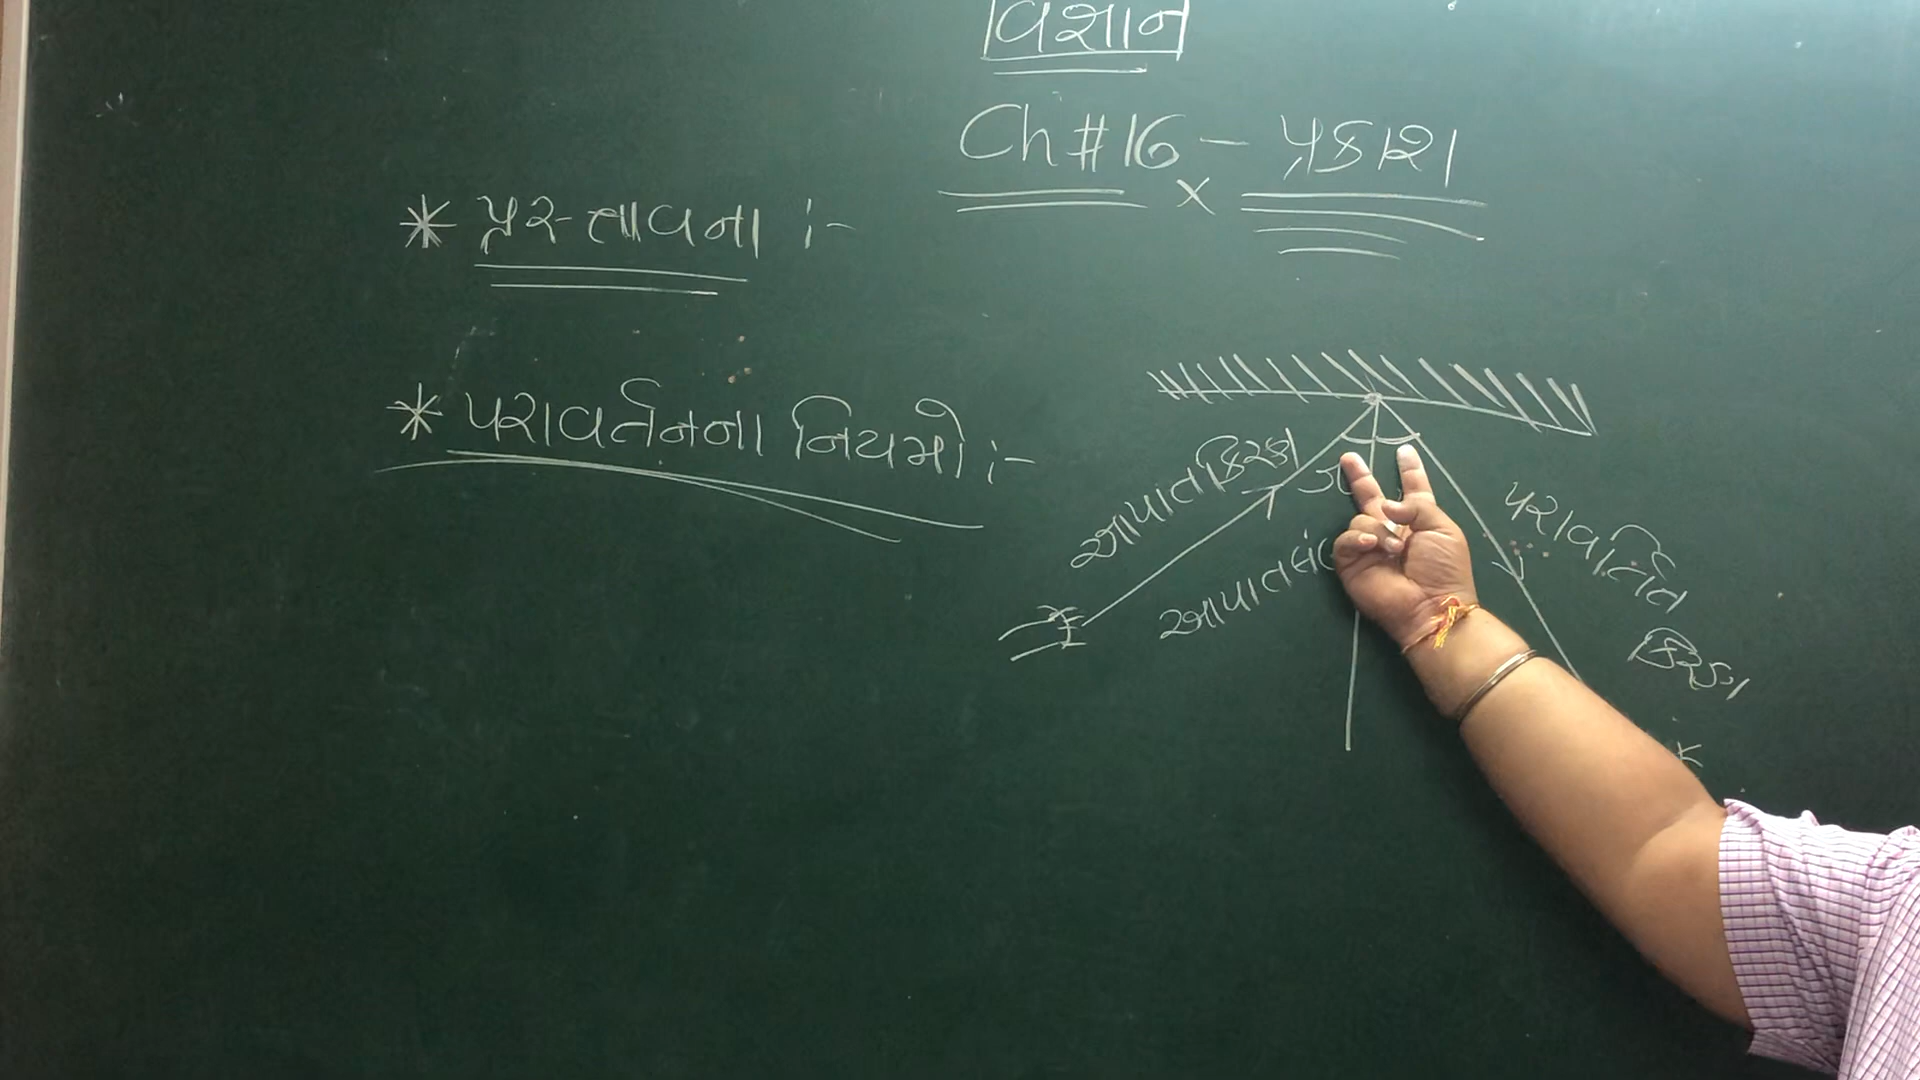 વિજ્ઞાન
Ch # 16 - પ્રકાશ
* પ્રસ્તાવના :-
* પરાવર્તનના નિયમો :-
આપાતકિરણ
પરાવર્તિત
કિરણ